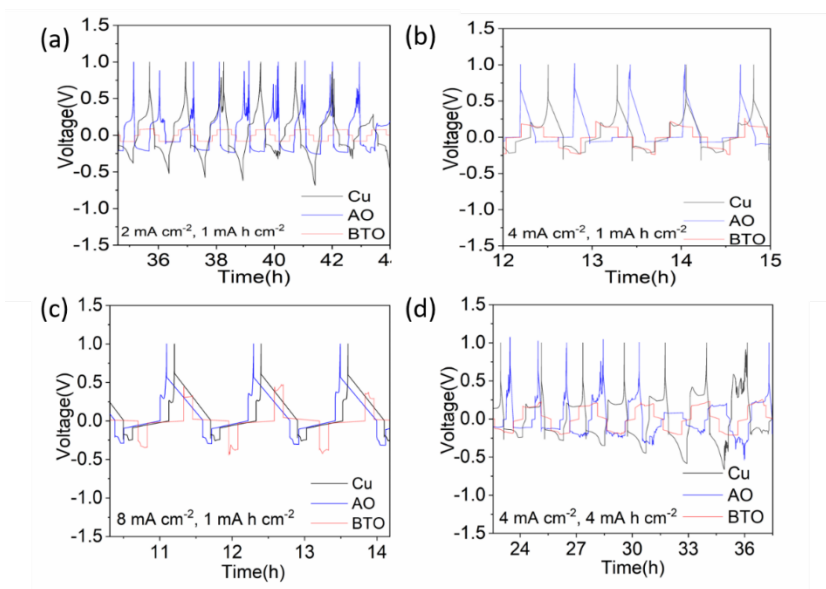 (a)
1.5
1.0
0.5
0.0
-0.5
-1.0
-1.5
Voltage(V)
Cu
AO
BTO
2 mA cm-2, 1 mA h cm-2
36 38 40 42 44
Time(h)
(b)
1.5
1.0
0.5
0.0
-0.5
-1.0
-1.5
Voltage(V)
Cu
AO
BTO
4 mA cm-2, 1 mA h cm-2
12 13 14 15
Time(h)
(c)
1.5
1.0
0.5
0.0
-0.5
-1.0
-1.5
Voltage(V)
Cu
AO
BTO
8 mA cm-2, 1 mA h cm-2
11 12 13 14
Time(h)
(d)
1.5
1.0
0.5
0.0
-0.5
-1.0
-1.5
Voltage(V)
Cu
AO
BTO
4 mA cm-2, 4 mA h cm-2
24 27 30 33 36
Time(h)